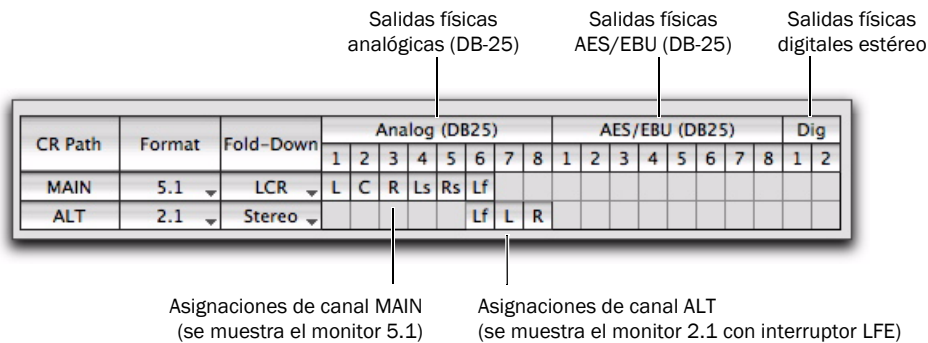 Salidas físicas
analógicas (DB-25)
Salidas físicas
AES/EBU (DB-25)
Salidas físicas
digitales estéreo
CR Path Format Fold-Down Analog (DB25) AES/EBU (DB25) Dig
1 2 3 4 5 6 7 8 1 2 3 4 5 6 7 8 1 2
MAIN 5.1 LCR L C R Ls Rs Lf
ALT 2.1 Stereo Lf L R
Asignaciones de canal MAIN
(se muestra el monitor 5.1)
Asignaciones de canal ALT
(se muestra el monitor 2.1 con interruptor LFE)